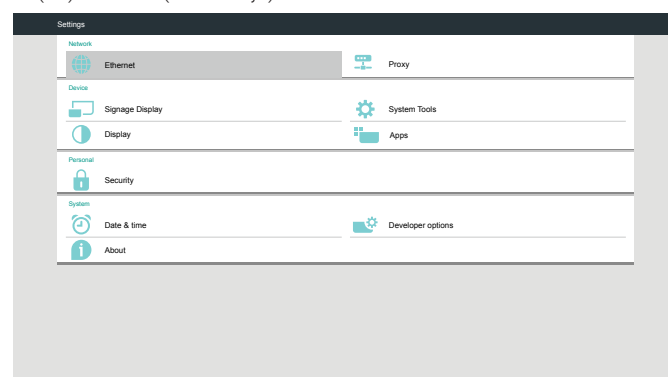 Settings
Network
Ethernet
Proxy
Device
Signage Display
System Tools
Display
Apps
Personal
Security
System
Date & time
Developer options
About